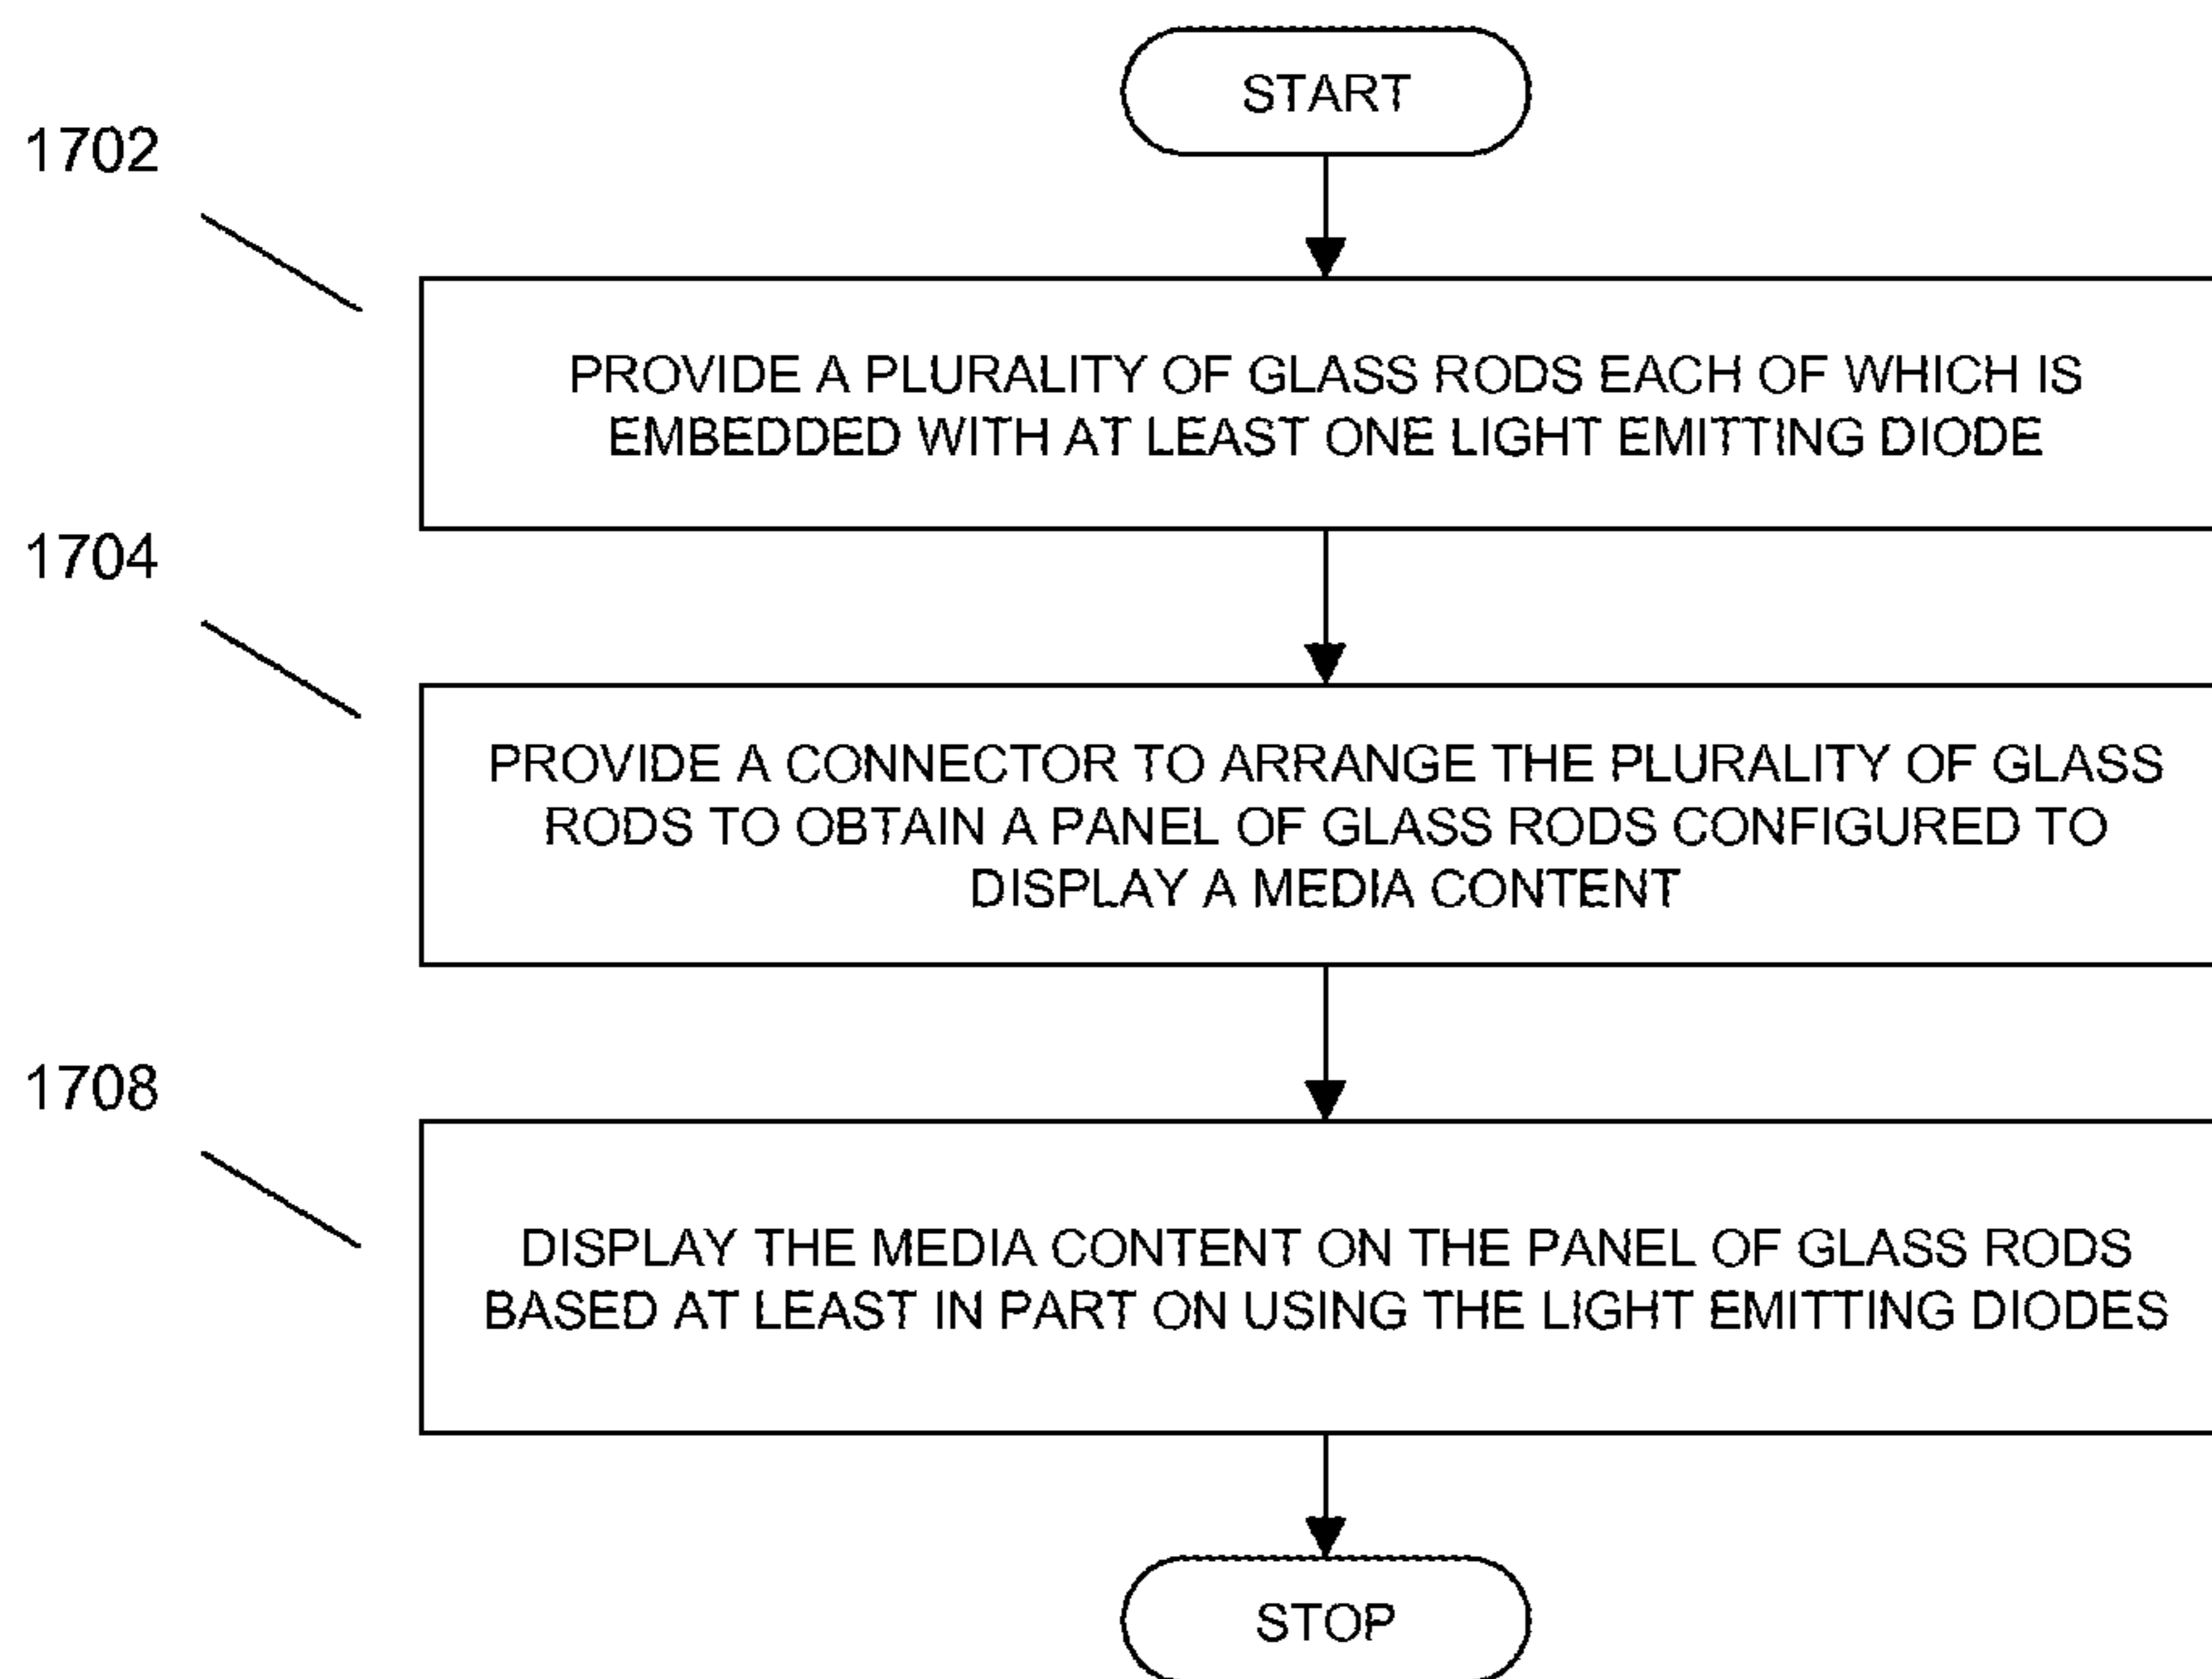 START
1702
PROVIDE A PLURALITY OF GLASS RODS EACH OF WHICH IS
EMBEDDED WITH AT LEAST ONE LIGHT EMITTING DIODE
1704
PROVIDE A CONNECTOR TO ARRANGE THE PLURALITY OF GLASS
RODS TO OBTAIN A PANEL OF GLASS RODS CONFIGURED TO
DISPLAY A MEDIA CONTENT
1708
DISPLAY THE MEDIA CONTENT ON THE PANEL OF GLASS RODS
BASED AT LEAST IN PART ON USING THE LIGHT EMITTING DIODES
STOP